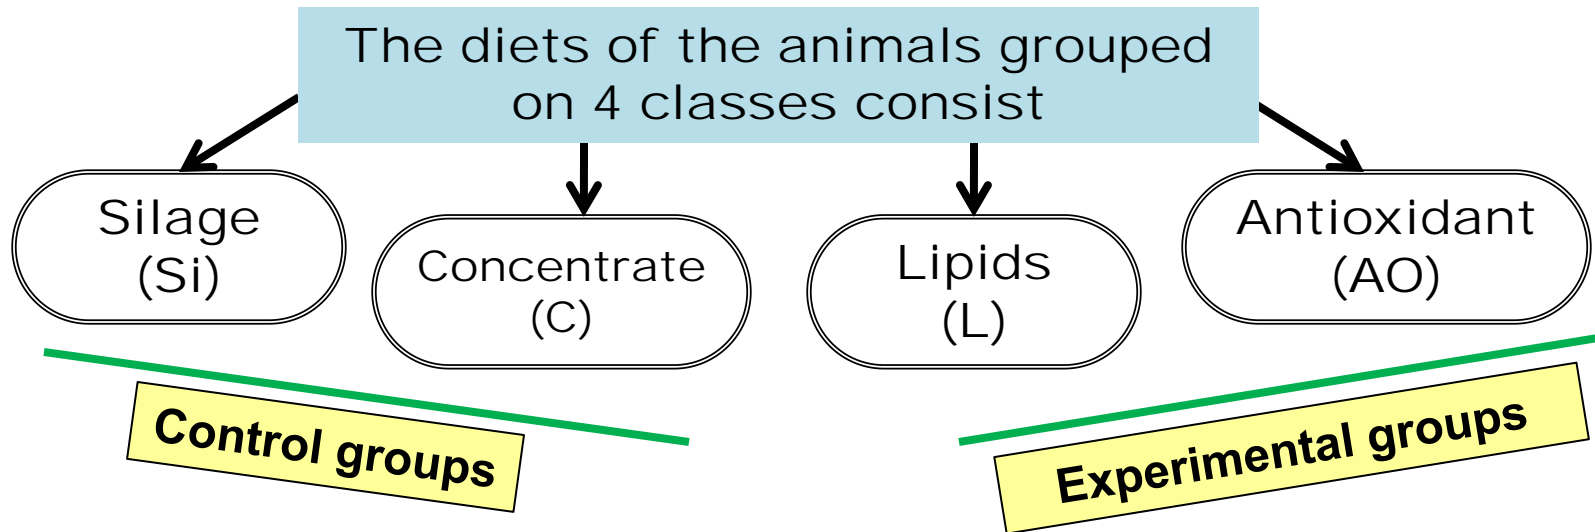 The diets of the animals grouped
on 4 classes consist
Silage
(Si)
Concentrate
(C)
Lipids
(L)
Antioxidant
(AO)
Control groups
Experimental groups